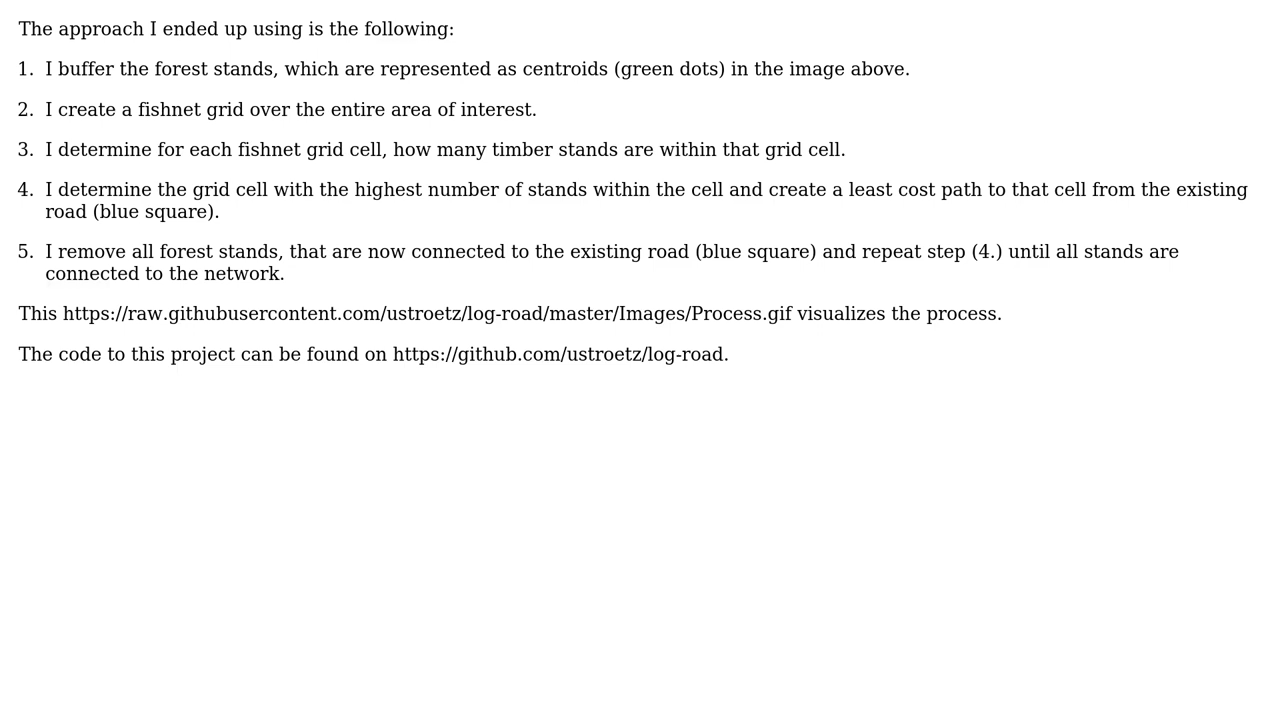 The approach I ended up using is the following:
1. I buffer the forest stands, which are represented as centroids (green dots) in the image above.
2. I create a fishnet grid over the entire area of interest.
3. I determine for each fishnet grid cell, how many timber stands are within that grid cell.
4. I determine the grid cell with the highest number of stands within the cell and create a least cost path to that cell from the existing
road (blue square).
5. I remove all forest stands, that are now connected to the existing road (blue square) and repeat step (4.) until all stands are
connected to the network.
This https://raw.githubusercontent.com/ustroetz/log-road/master/Images/Process.gif visualizes the process.
The code to this project can be found on https://github.com/ustroetz/log-road.